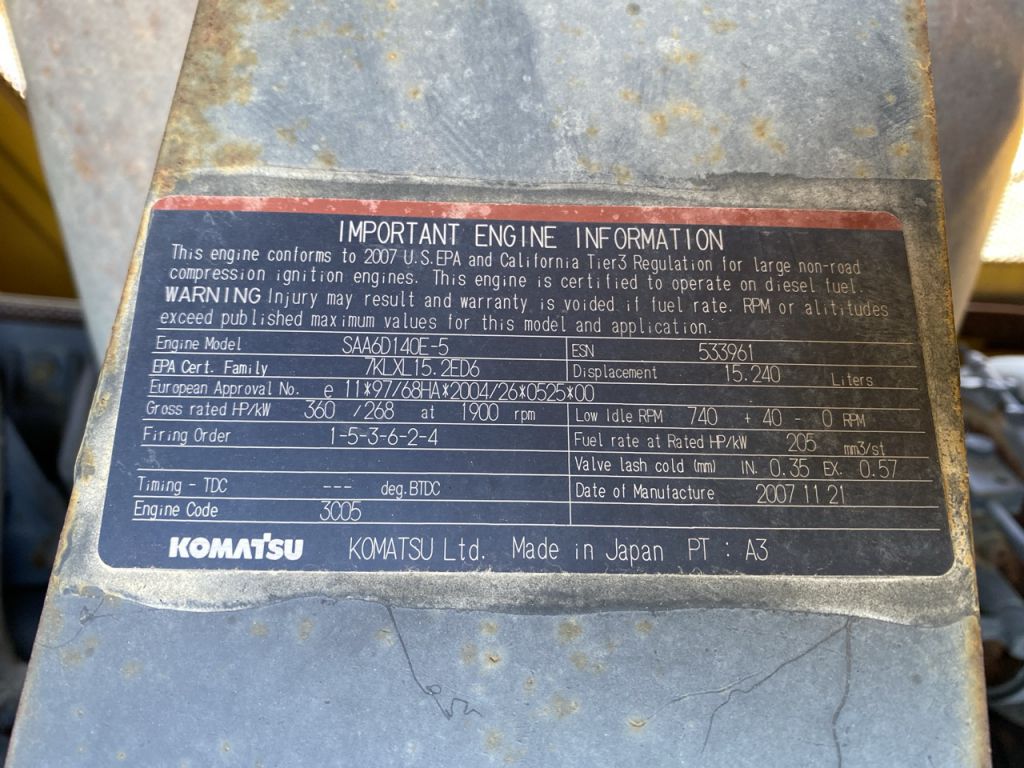 IMPORTANT ENGINE INFORMATION
This engine conforms to 2007 U.S.EPA and California Tier3 Regulation for large non-road
compression ignition engines. This engine is certified to operate on diesel fuel.
WARNING Injury may result and warranty is voided if fuel rate. RPM or altitudes
exceed published maximum values for this model and application.
Engine Model SAA6D140E-5 ESN 533961
EPA Cert. Family 7KLXL15.2ED6 Displacement 15.240 Liters
European Approval No. e 11*97/68HA*2004/26*0525*00
Gross rated HP/kW 360 /268 at 1900 rpm Low Idle RPM 740 + 40 - 0 RPM
Firing Order 1-5-3-6-2-4 Fuel rate at Rated HP/kW 205 mm3/st
Valve lash cold (mm) IN. 0.35 EX. 0.57
Timing - TDC --- deg.BTDC Date of Manufacture 2007 11 21
Engine Code 3005
KOMATSU KOMATSU Ltd. Made in Japan PT : A3